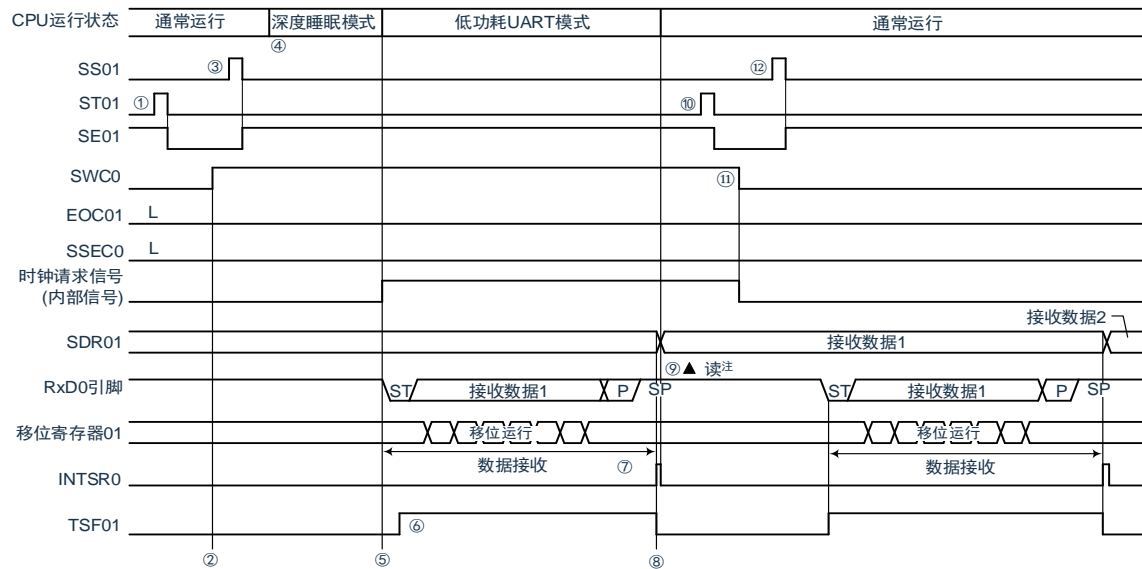 CPU运行状态 通常运行 深度睡眠模式 低功耗UART模式 通常运行
④
SS01 ③ ⑫
ST01 ① ⑩
SE01
SWC0 ⑪
EOC01 L
SSEC0 L
时钟请求信号
(内部信号)
接收数据2
SDR01 接收数据1
⑨▲ 读注
RxD0引脚 ST 接收数据1 P SP ST 接收数据1 P SP
移位寄存器01 移位运行 移位运行
数据接收 ⑦ 数据接收
INTSR0
TSF01 ⑥
② ⑤ ⑧